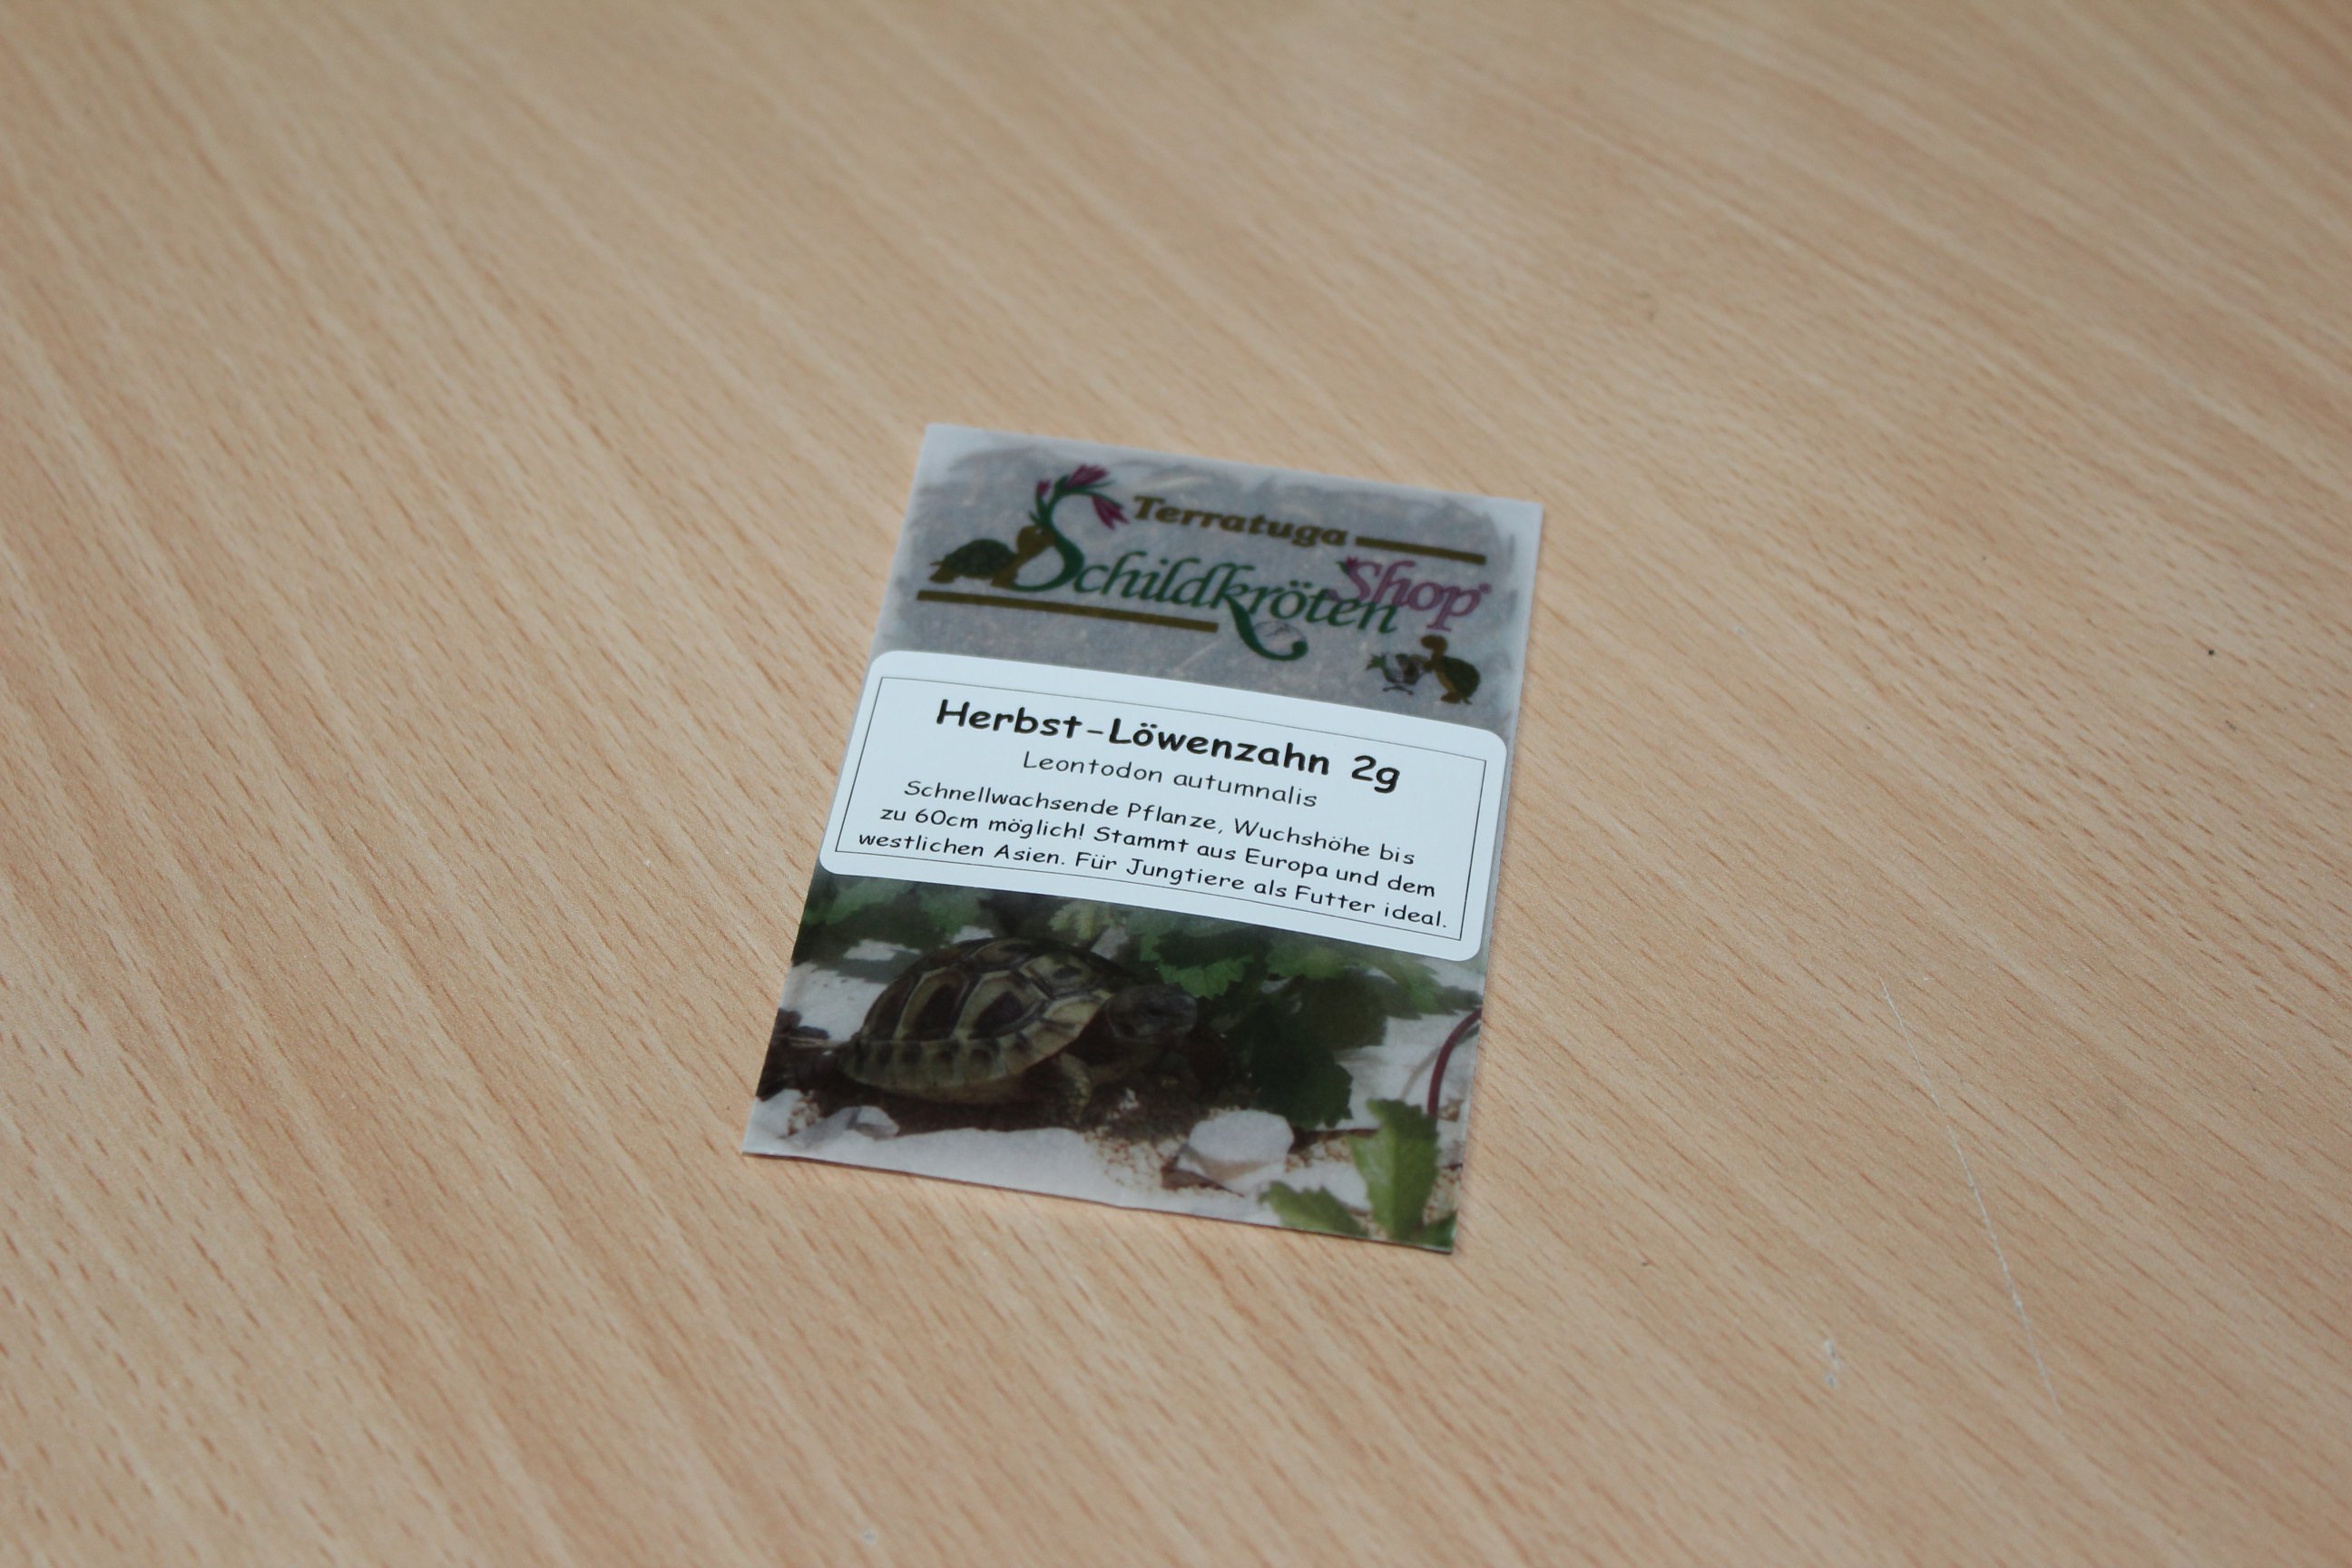 Terratuga
Schildkröten Shop
Herbst-Löwenzahn 2g
Leontodon autumnalis
Schnellwachsende Pflanze, Wuchshöhe bis
zu 60cm möglich! Stammt aus Europa und dem
westlichen Asien. Für Jungtiere als Futter ideal.